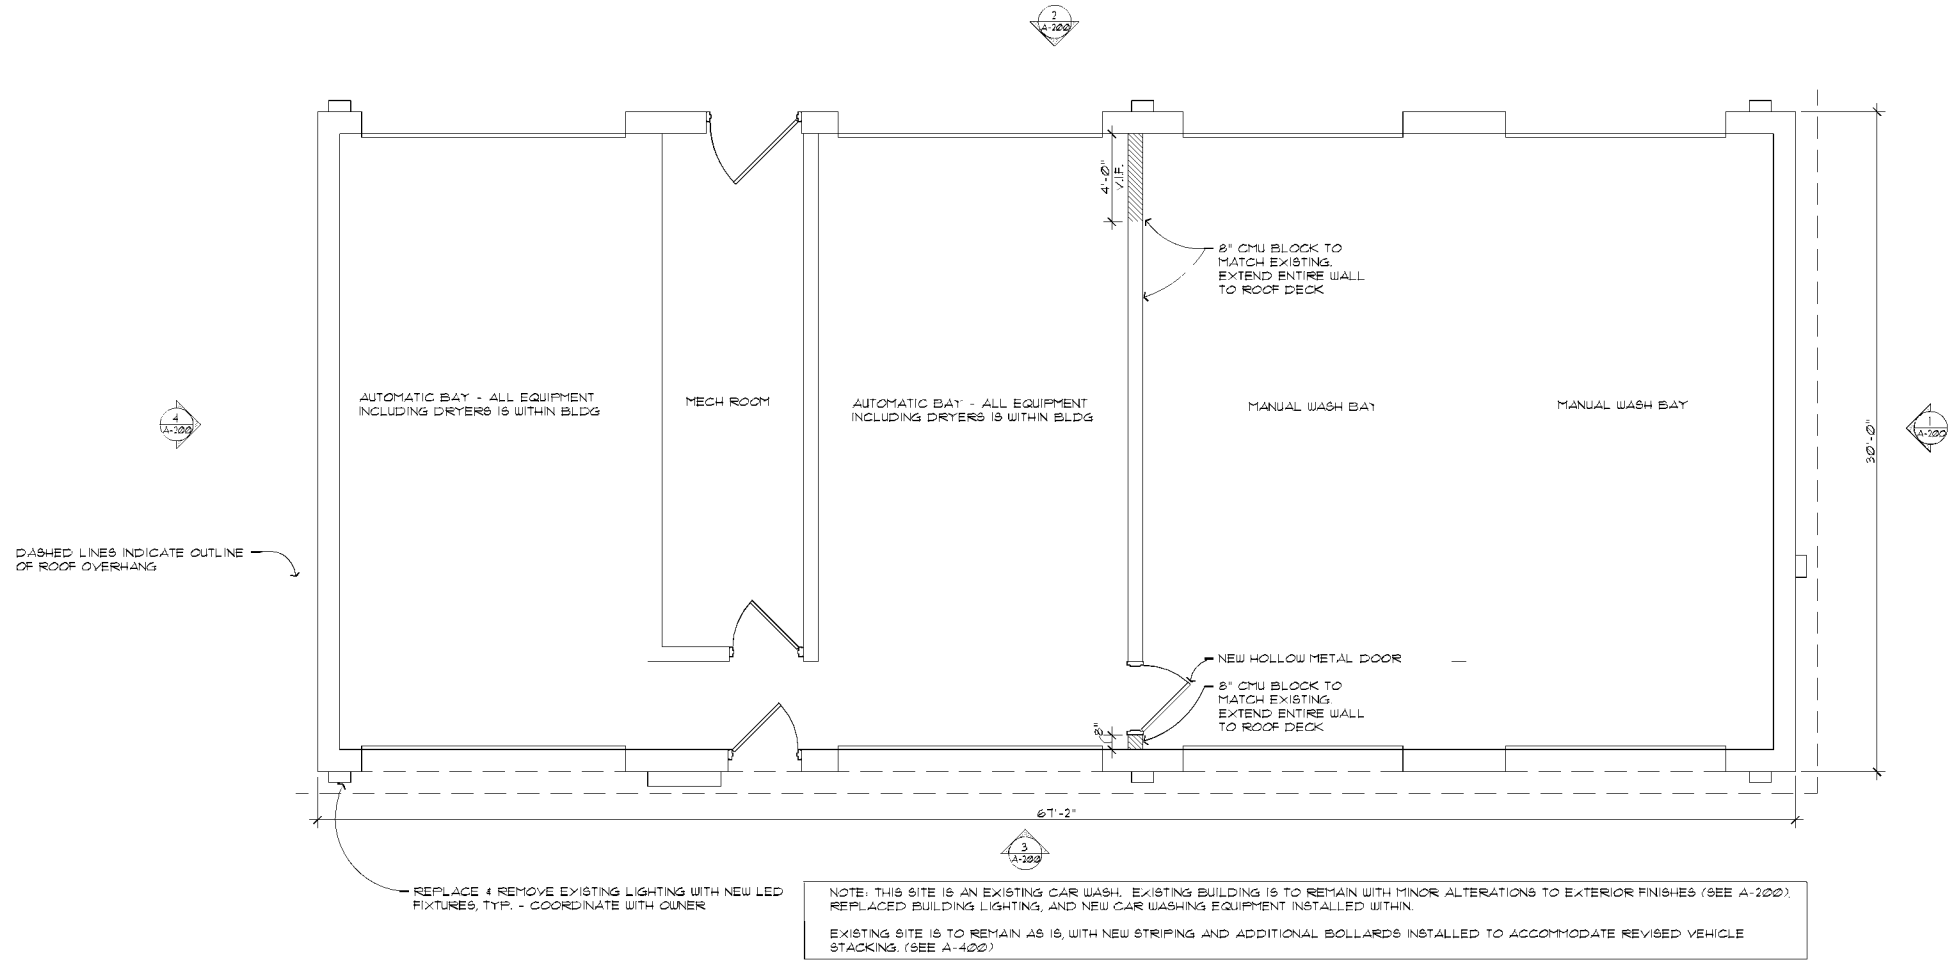 2
A-200
4'-0"
V.I.F.
8" CMU BLOCK TO
MATCH EXISTING.
EXTEND ENTIRE WALL
TO ROOF DECK
AUTOMATIC BAY - ALL EQUIPMENT
INCLUDING DRYERS IS WITHIN BLDG
MECH ROOM
AUTOMATIC BAY - ALL EQUIPMENT
INCLUDING DRYERS IS WITHIN BLDG
MANUAL WASH BAY
MANUAL WASH BAY
4
A-200
30'-0"
1
A-200
DASHED LINES INDICATE OUTLINE
OF ROOF OVERHANG
NEW HOLLOW METAL DOOR
8" CMU BLOCK TO
MATCH EXISTING.
EXTEND ENTIRE WALL
TO ROOF DECK
8"
67'-2"
3
A-200
REPLACE & REMOVE EXISTING LIGHTING WITH NEW LED
FIXTURES, TYP. - COORDINATE WITH OWNER
NOTE: THIS SITE IS AN EXISTING CAR WASH. EXISTING BUILDING IS TO REMAIN WITH MINOR ALTERATIONS TO EXTERIOR FINISHES (SEE A-200),
REPLACED BUILDING LIGHTING, AND NEW CAR WASHING EQUIPMENT INSTALLED WITHIN.
EXISTING SITE IS TO REMAIN AS IS, WITH NEW STRIPING AND ADDITIONAL BOLLARDS INSTALLED TO ACCOMMODATE REVISED VEHICLE
STACKING. (SEE A-400)